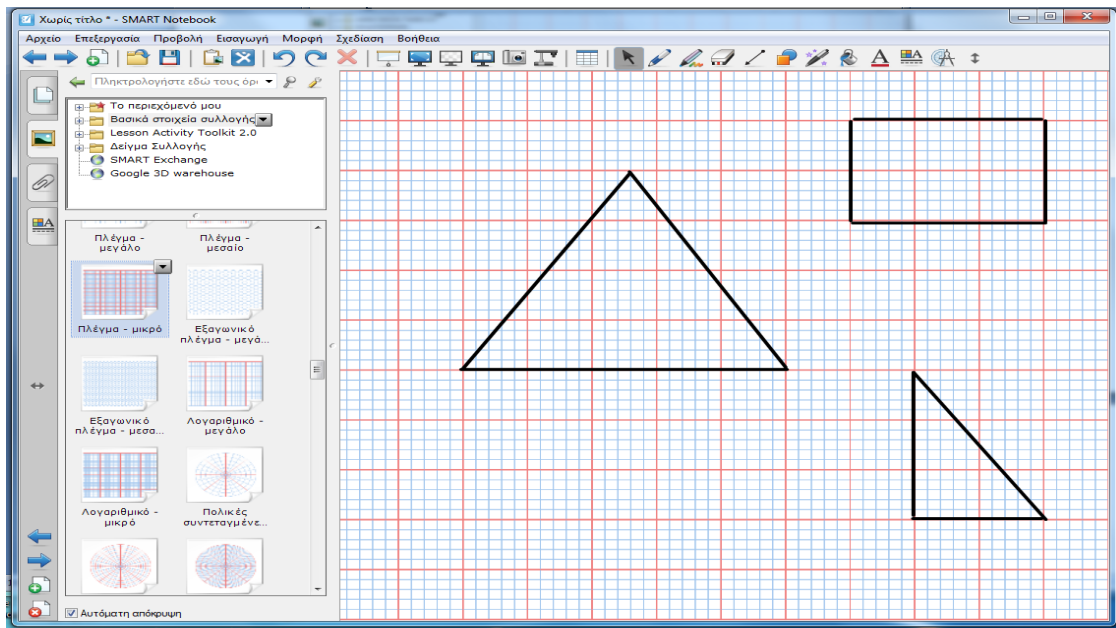 Χωρίς τίτλο * - SMART Notebook
Αρχείο Επεξεργασία Προβολή Εισαγωγή Μορφή Σχεδίαση Βοήθεια
Πληκτρολογήστε εδώ τους όρι
Το περιεχόμενό μου
Βασικά στοιχεία συλλογής
Lesson Activity Toolkit 2.0
Δείγμα Συλλογής
SMART Exchange
Google 3D warehouse
Πλέγμα -
μεγάλο
Πλέγμα -
μεσαίο
Πλέγμα - μικρό
Εξαγωνικό
πλέγμα - μεγά...
Εξαγωνικό
πλέγμα - μεσα...
Λογαριθμικό -
μεγάλο
Λογαριθμικό -
μικρό
Πολικές
συντεταγμένε...
Αυτόματη απόκρυψη